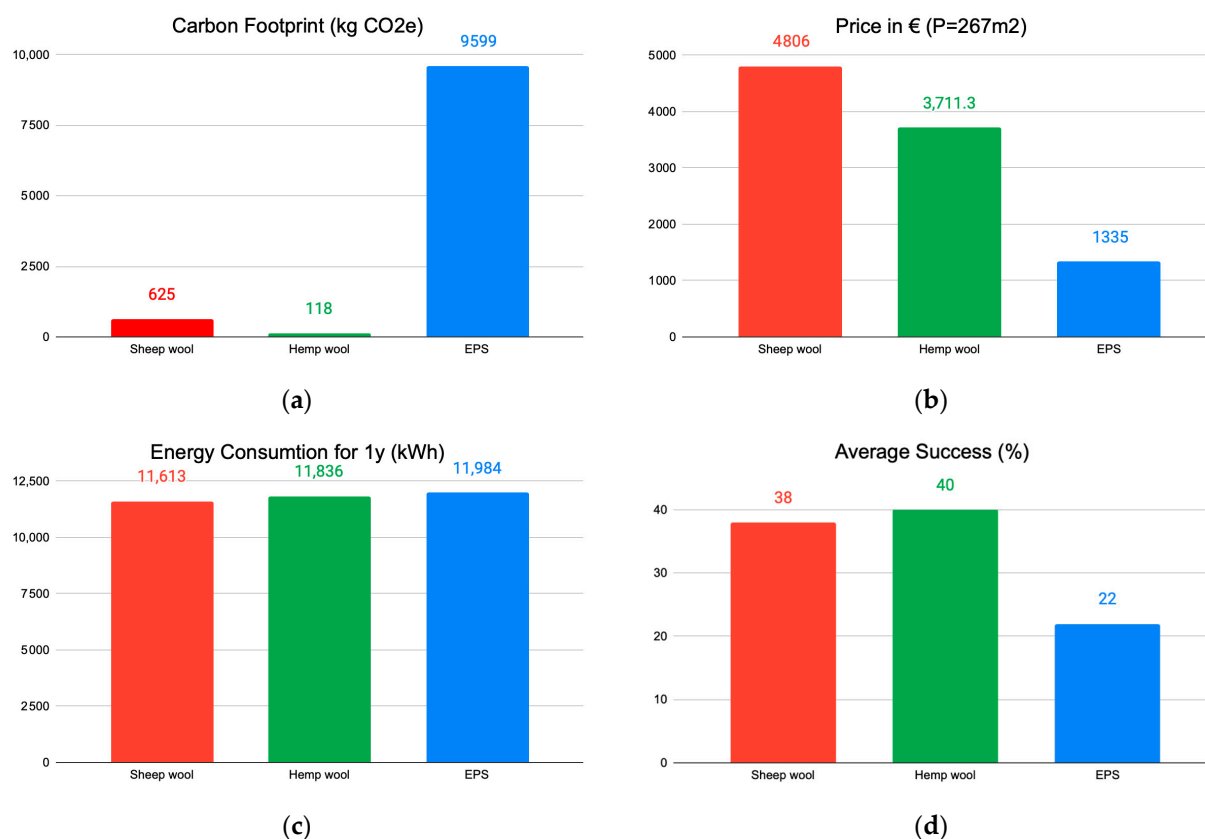 Carbon Footprint (kg CO2e)
10,000
7500
5000
2500
0
9599
625
118
Sheep wool
Hemp wool
EPS
(a)
Price in € (P=267m2)
5000
4000
3000
2000
1000
0
4806
3,711.3
1335
Sheep wool
Hemp wool
EPS
(b)
Energy Consumtion for 1y (kWh)
12,500
10,000
7500
5000
2500
0
11,613
11,836
11,984
Sheep wool
Hemp wool
EPS
(c)
Average Success (%)
40
30
20
10
0
38
40
22
Sheep wool
Hemp wool
EPS
(d)